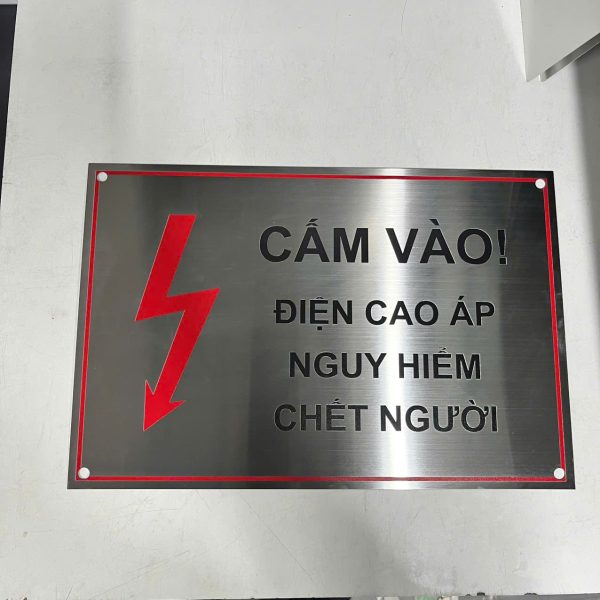 CẤM VÀO!
ĐIỆN CAO ÁP
NGUY HIỂM
CHẾT NGƯỜI